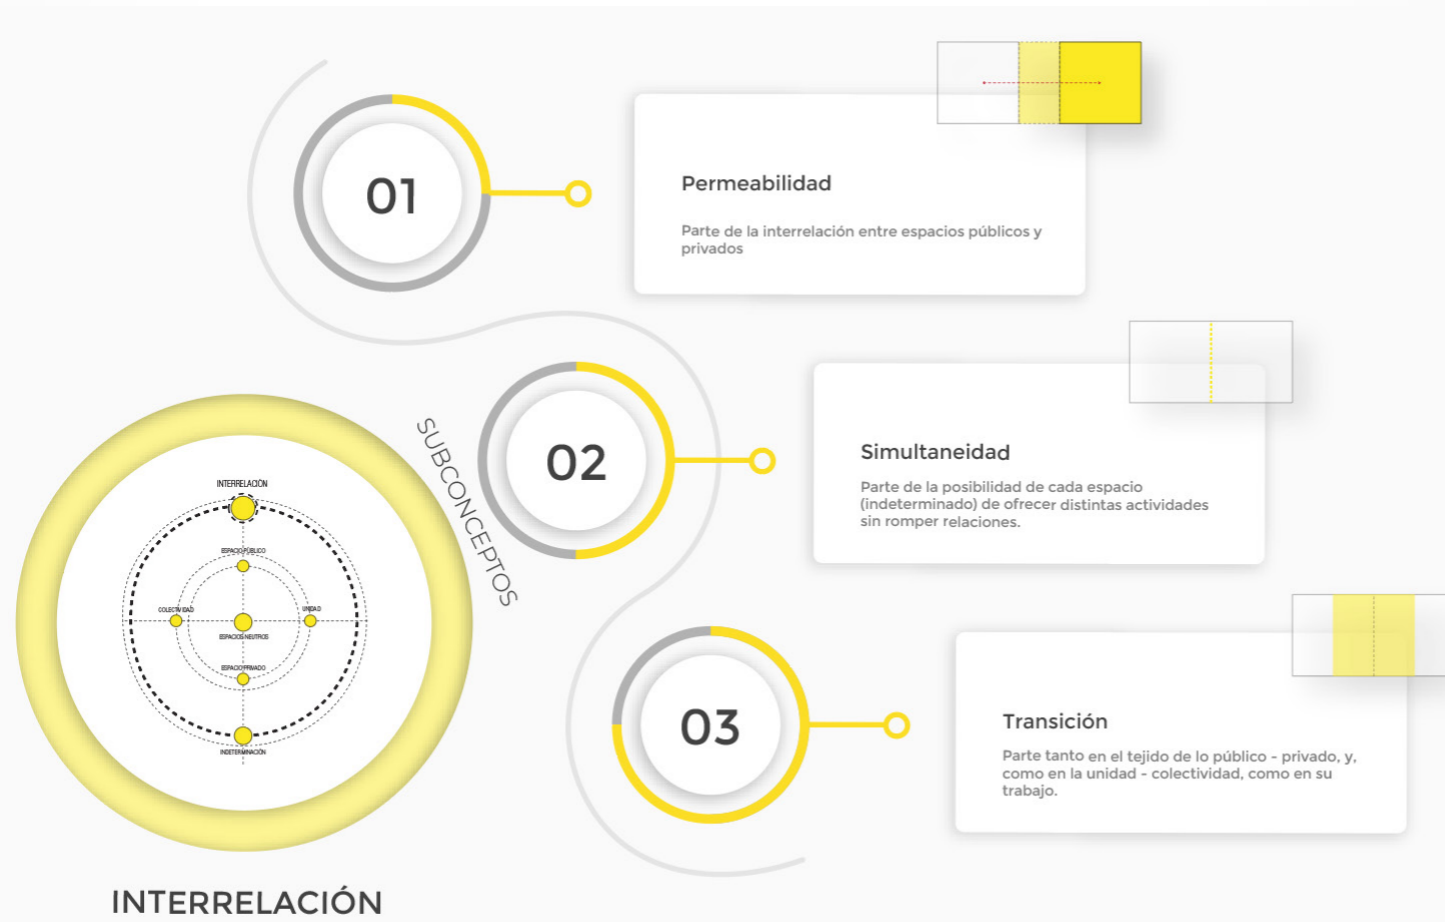 01
Permeabilidad
Parte de la interrelación entre espacios públicos y
privados
02
Simultaneidad
Parte de la posibilidad de cada espacio
(indeterminado) de ofrecer distintas actividades
sin romper relaciones.
03
Transición
Parte tanto en el tejido de lo público - privado, y,
como en la unidad - colectividad, como en su
trabajo.
SUBCONCEPTOS
INTERRELACIÓN
ESPACIO PÚBLICO
COLECTIVIDAD
UNIDAD
ESPACIOS NEUTROS
ESPACIO PRIVADO
INDETERMINACIÓN
INTERRELACIÓN